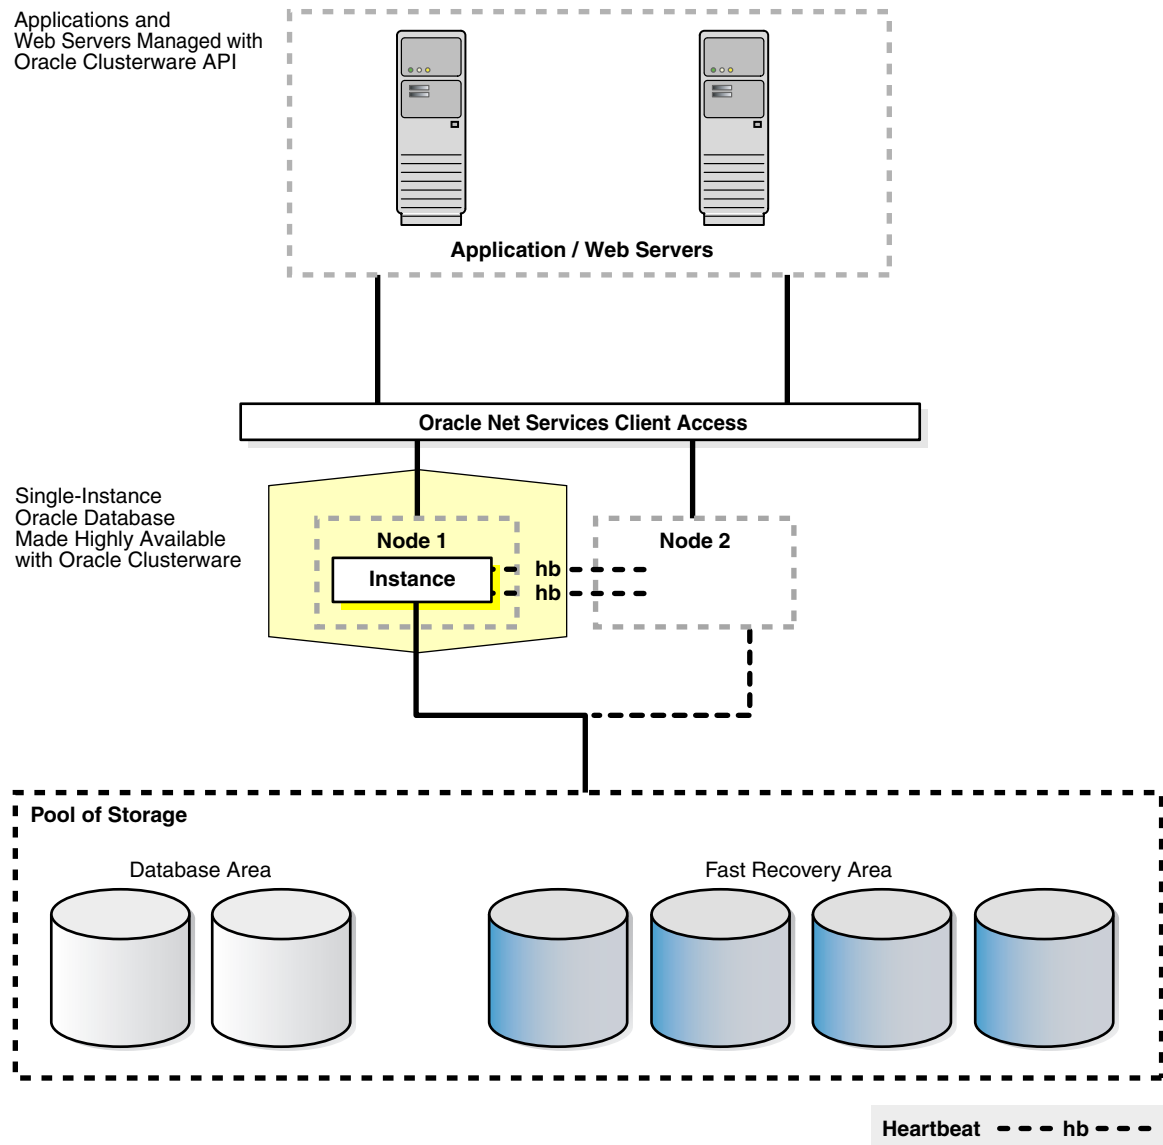 Applications and
Web Servers Managed with
Oracle Clusterware API
Application / Web Servers
Oracle Net Services Client Access
Single-Instance
Oracle Database
Made Highly Available
with Oracle Clusterware
Node 1
Instance
hb
hb
Node 2
Pool of Storage
Database Area
Fast Recovery Area
Heartbeat hb